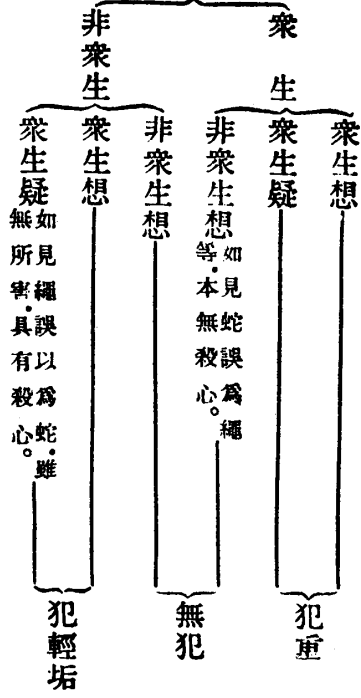 衆生
衆生想
衆生疑
非衆生想
如見蛇誤爲繩
等．本無殺心。
非衆生
非衆生想
衆生想
衆生疑
如見繩誤以爲蛇．雖
無所害．具有殺心。
犯重
無犯
犯輕垢